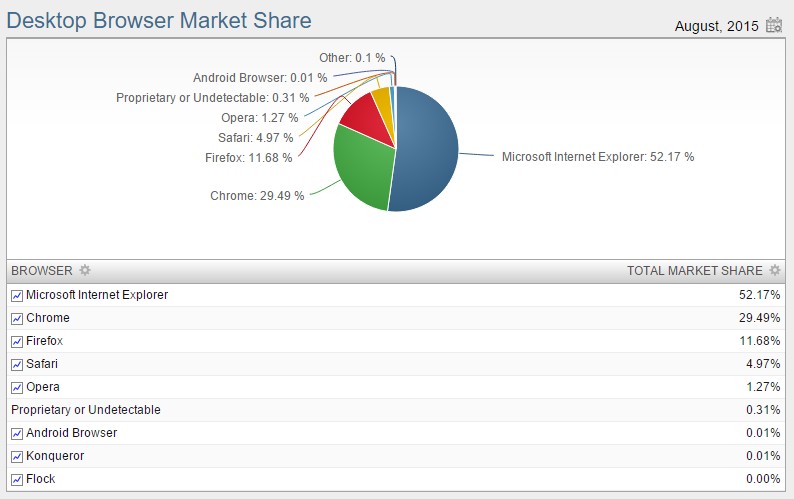 Desktop Browser Market Share
August, 2015
Other: 0.1 %
Android Browser: 0.01 %
Proprietary or Undetectable: 0.31 %
Opera: 1.27 %
Safari: 4.97 %
Firefox: 11.68 %
Microsoft Internet Explorer: 52.17 %
Chrome: 29.49 %
BROWSER TOTAL MARKET SHARE
Microsoft Internet Explorer 52.17%
Chrome 29.49%
Firefox 11.68%
Safari 4.97%
Opera 1.27%
Proprietary or Undetectable 0.31%
Android Browser 0.01%
Konqueror 0.01%
Flock 0.00%